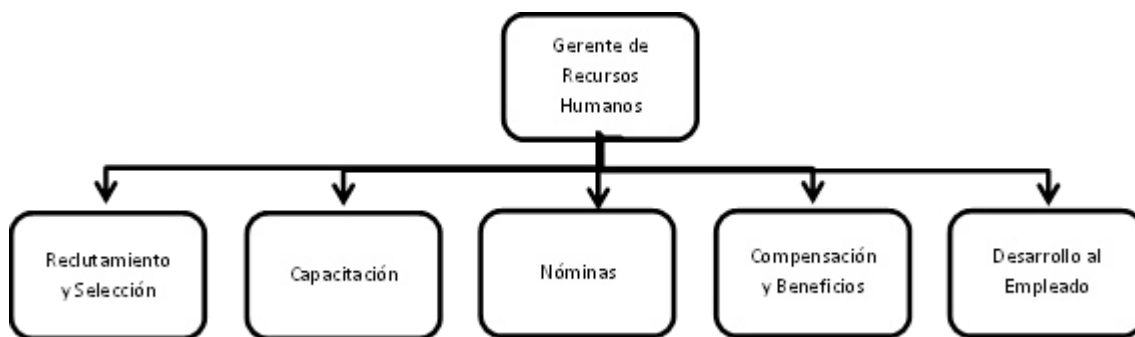 Gerente de
Recursos
Humanos
Reclutamiento
y Selección
Capacitación
Nóminas
Compensación
y Beneficios
Desarrollo al
Empleado